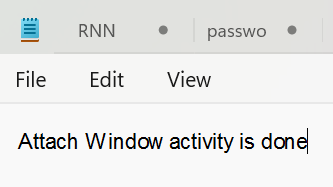 RNN passwo
File Edit View
Attach Window activity is done